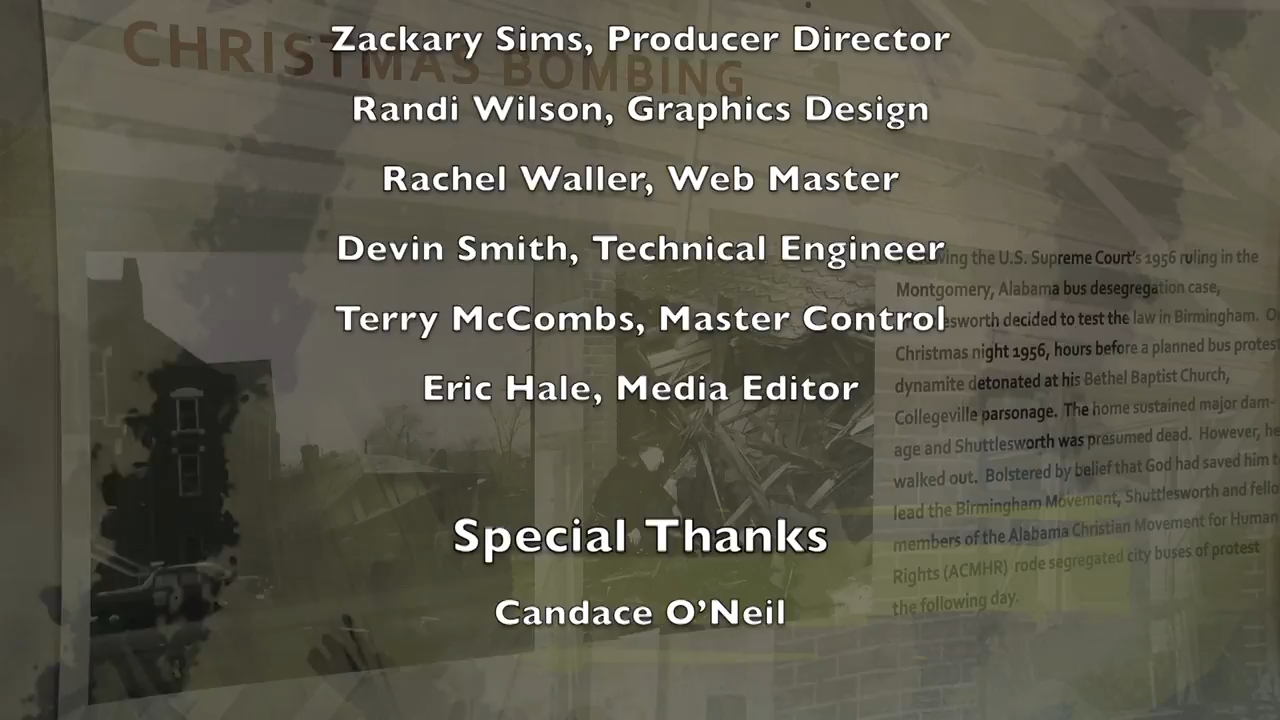 CHRISTMAS BOMBING
Zackary Sims, Producer Director
Randi Wilson, Graphics Design
Rachel Waller, Web Master
Devin Smith, Technical Engineer
Terry McCombs, Master Control
Eric Hale, Media Editor
Special Thanks
Candace O’Neil
the U.S. Supreme Court's 1956 ruling in the
Montgomery, Alabama bus desegregation case,
decided to test the law in Birmingham.
Christmas night 1956, hours before a planned bus protest
dynamite detonated at his Bethel Baptist Church,
Collegeville parsonage. The home sustained major dam-
age and Shuttlesworth was presumed dead. However, he
walked out. Bolstered by belief that God had saved him
lead the Birmingham Movement, Shuttlesworth and
members of the Alabama Christian Movement for Human
Rights (ACMHR) rode segregated city buses of protest
the following day.